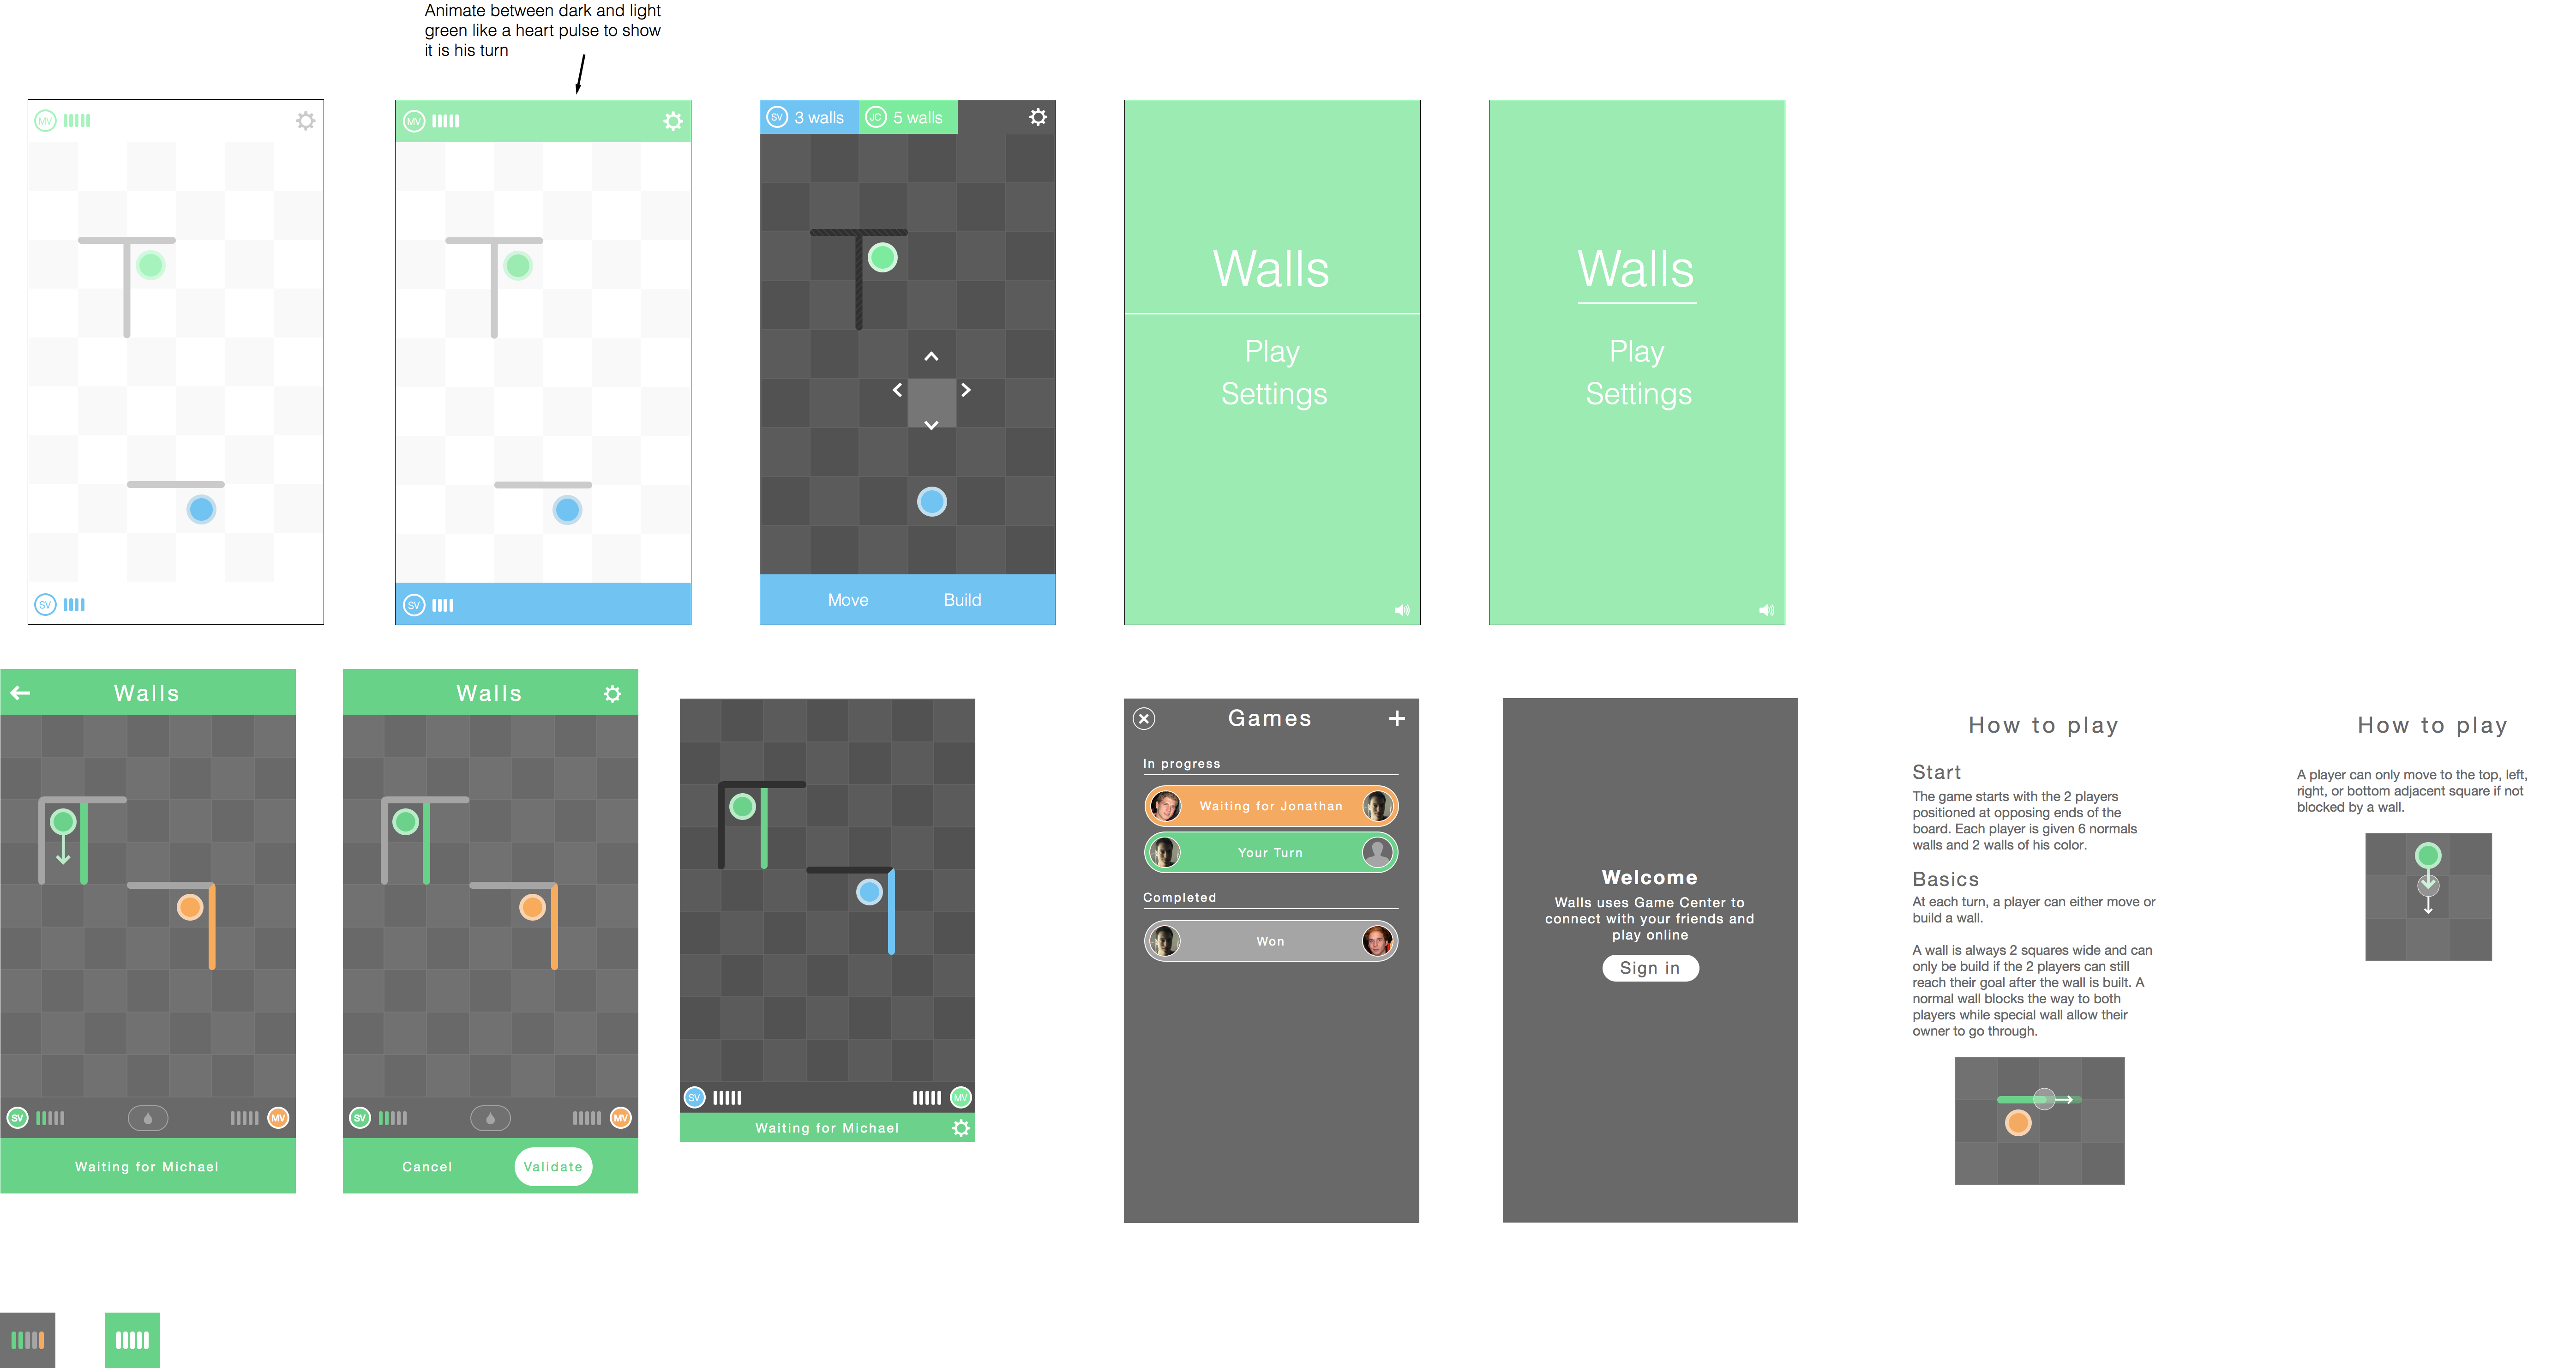 Animate between dark and light
green like a heart pulse to show
it is his turn
MV
MV
SV 3 walls JC 5 walls
Walls
Play
Settings
Walls
Play
Settings
SV
SV
Move Build
Walls
Waiting for Michael
SV MV
Walls
SV MV
Cancel Validate
SV MV
Waiting for Michael
Games
In progress
Waiting for Jonathan
Your Turn
Completed
Won
Welcome
Walls uses Game Center to
connect with your friends and
play online
Sign in
How to play
Start
The game starts with the 2 players
positioned at opposing ends of the
board. Each player is given 6 normals
walls and 2 walls of his color.
Basics
At each turn, a player can either move or
build a wall.
A wall is always 2 squares wide and can
only be build if the 2 players can still
reach their goal after the wall is built. A
normal wall blocks the way to both
players while special wall allow their
owner to go through.
How to play
A player can only move to the top, left,
right, or bottom adjacent square if not
blocked by a wall.